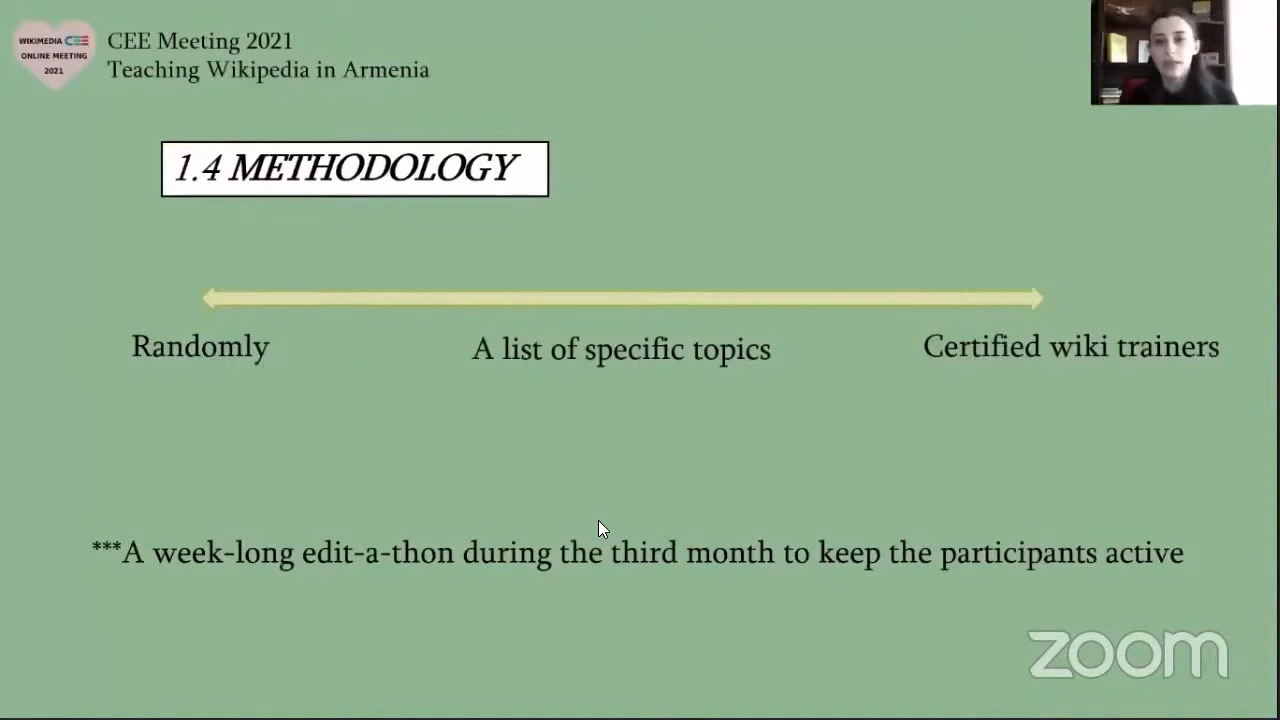 WIKIMEDIA CEE
ONLINE MEETING
2021
CEE Meeting 2021
Teaching Wikipedia in Armenia
1.4 METHODOLOGY
Randomly
A list of specific topics
Certified wiki trainers
***A week-long edit-a-thon during the third month to keep the participants active
zoom